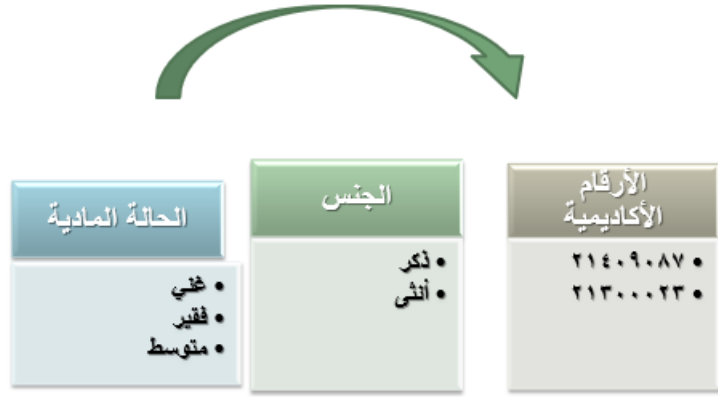 الأرقام
الأكاديمية
• ٢١٤٠٩٠٨٧
• ٢١٣٠٠٠٢٣
الجنس
• ذكر
• أنثى
الحالة المادية
• غني
• فقير
• متوسط